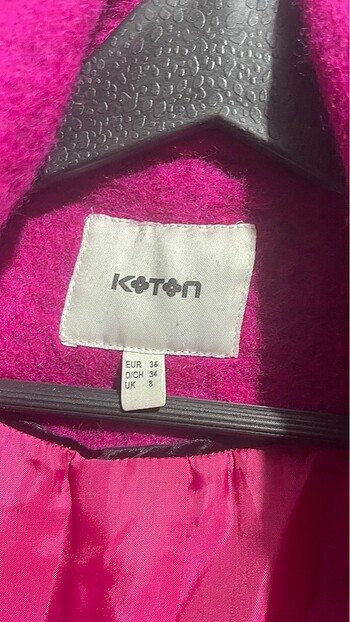 KOTON
EUR 36
D/CH 34
UK 8